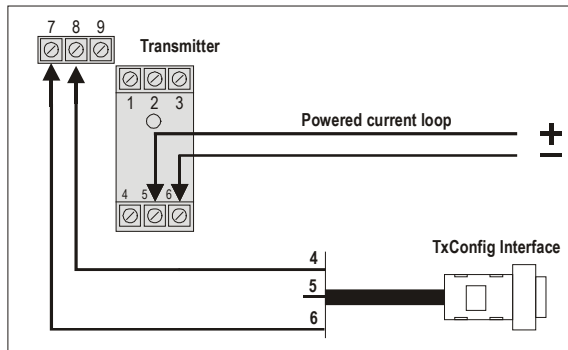 7 8 9
Transmitter
1 2 3
Powered current loop
+
−
4 5 6
TxConfig Interface
4
5
6